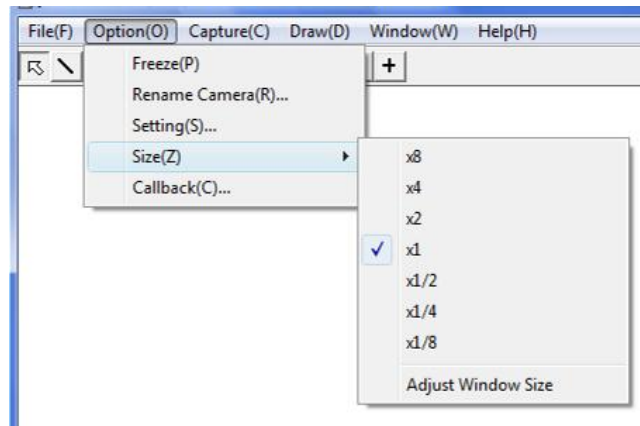 File(F) Option(O) Capture(C) Draw(D) Window(W) Help(H)
Freeze(P)
Rename Camera(R)...
Setting(S)...
Size(Z)
Callback(C)...
x8
x4
x2
x1
x1/2
x1/4
x1/8
Adjust Window Size